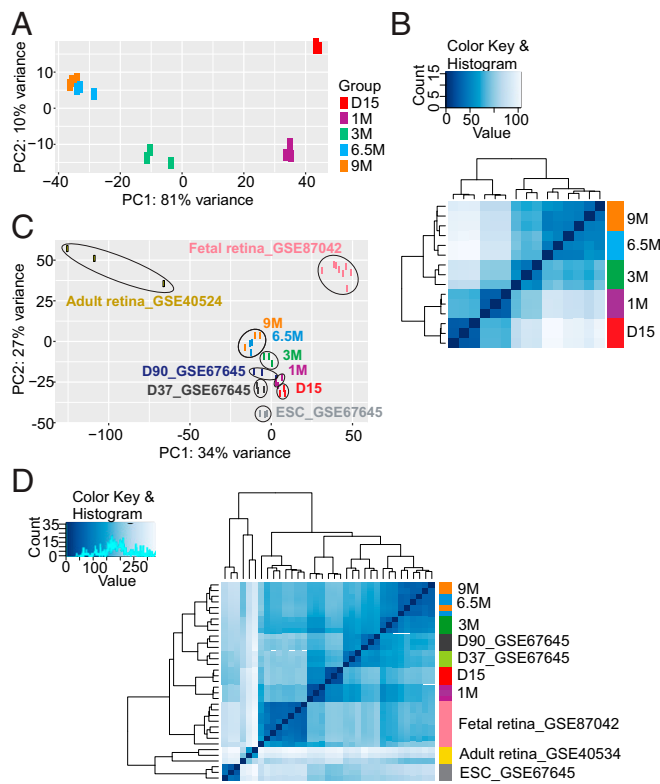 A
PC2: 10% variance
10
0
−10
−40
−20
0
20
40
PC1: 81% variance
Group
D15
1M
3M
6.5M
9M
B
Color Key &
Histogram
Count
0 5 15
0 50 100
Value
9M
6.5M
3M
1M
D15
C
PC2: 27% variance
50
25
0
−25
-50
−100
−50
0
50
PC1: 34% variance
Fetal retina_GSE87042
Adult retina_GSE40524
9M
6.5M
3M
D90_GSE67645
1M
D37_GSE67645
D15
ESC_GSE67645
D
Color Key &
Histogram
Count
0 15 35
0 100 300
Value
9M
6.5M
3M
D90_GSE67645
D37_GSE67645
D15
1M
Fetal retina_GSE87042
Adult retina_GSE40534
ESC_GSE67645